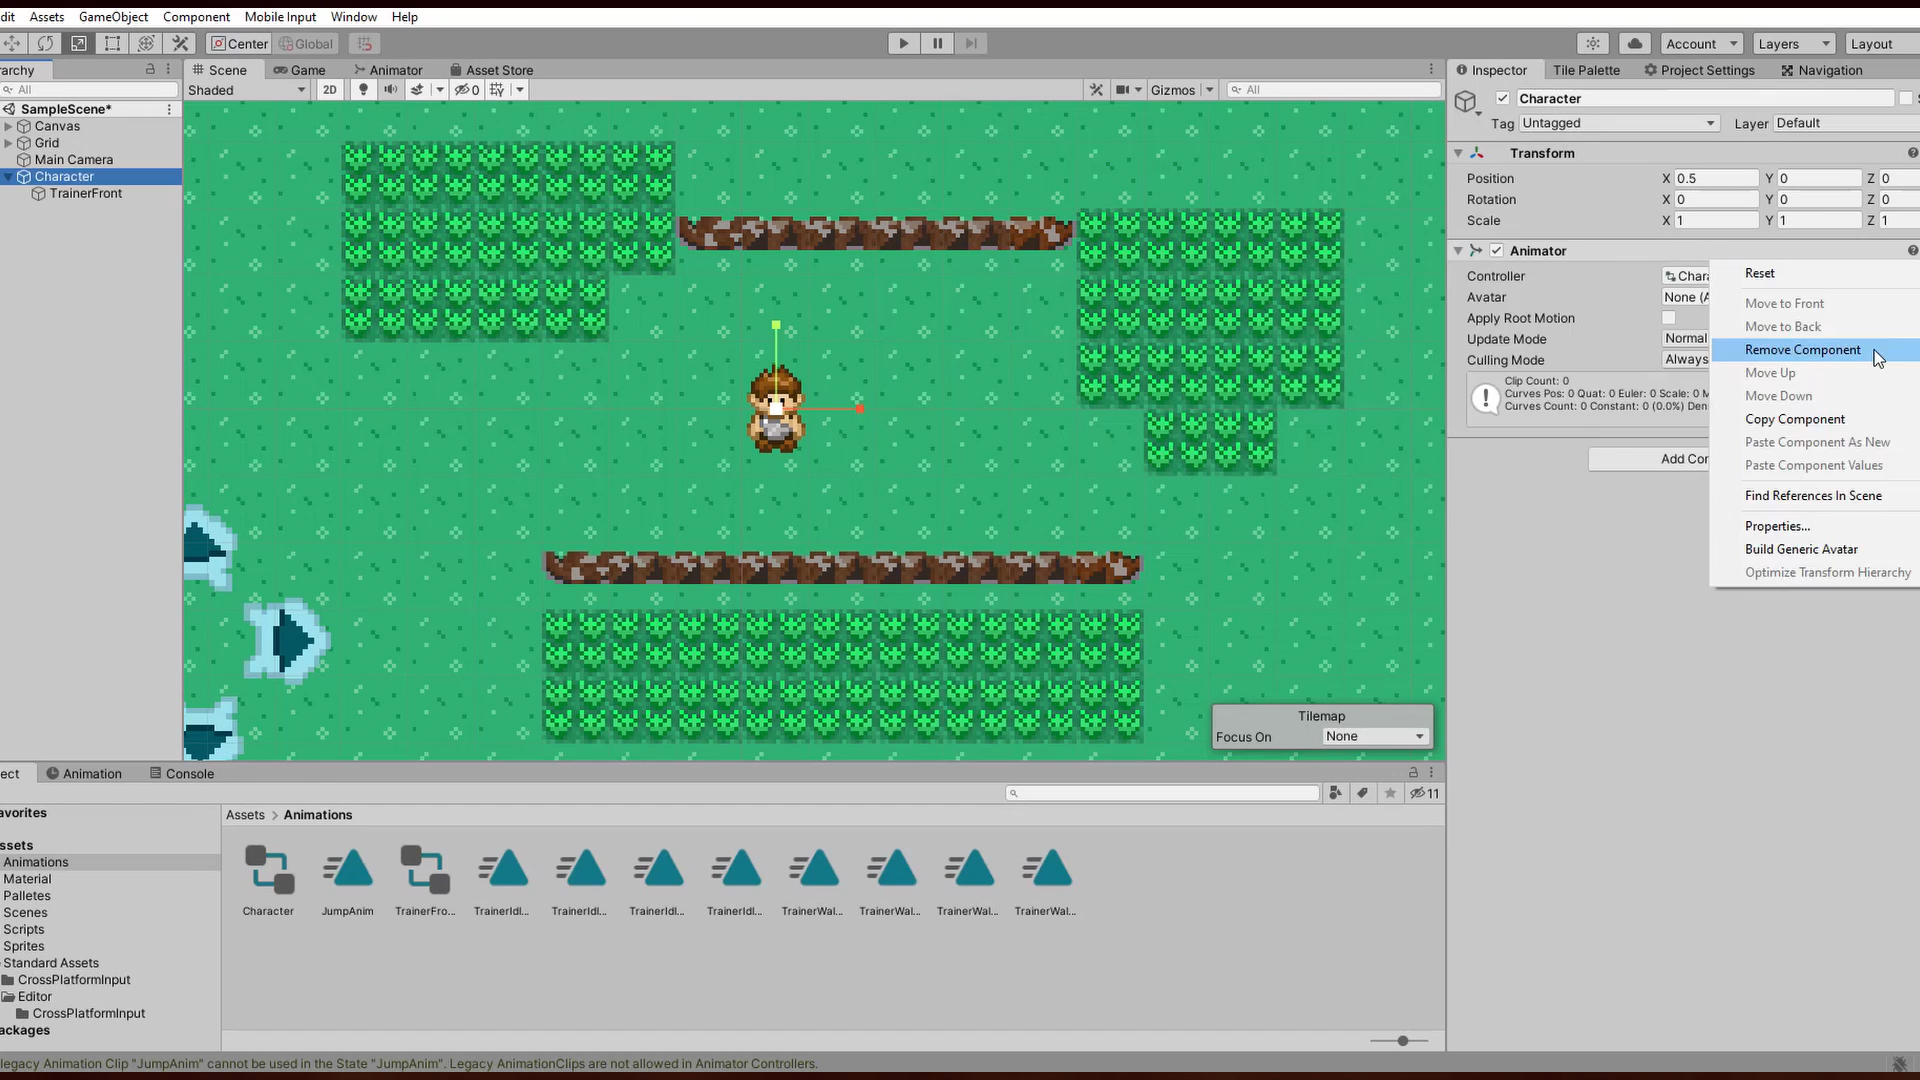 dit Assets GameObject Component Mobile Input Window Help
Center Global Account Layers Layout
rarchy Scene Game Animator Asset Store Inspector Tile Palette Project Settings Navigation
All Shaded 2D 0 Gizmos All
SampleScene*
Canvas
Grid
Main Camera
Character
TrainerFront
Character
Tag Untagged Layer Default
Transform
Position X 0.5 Y 0 Z 0
Rotation X 0 Y 0 Z 0
Scale X 1 Y 1 Z 1
Animator
Controller Chara
Avatar None (A
Apply Root Motion
Update Mode Normal
Culling Mode Always
Clip Count: 0
Curves Pos: 0 Quat: 0 Euler: 0 Scale: 0 M
Curves Count: 0 Constant: 0 (0.0%) Den
Add Con
Reset
Move to Front
Move to Back
Remove Component
Move Up
Move Down
Copy Component
Paste Component As New
Paste Component Values
Find References In Scene
Properties...
Build Generic Avatar
Optimize Transform Hierarchy
Tilemap
Focus On None
ect Animation Console
11
avorites
ssets
Animations
Material
Palletes
Scenes
Scripts
Sprites
Standard Assets
CrossPlatformInput
Editor
CrossPlatformInput
ackages
Assets > Animations
Character JumpAnim TrainerFro... TrainerIdl... TrainerIdl... TrainerIdl... TrainerIdl... TrainerWal... TrainerWal... TrainerWal... TrainerWal...
legacy Animation Clip "JumpAnim" cannot be used in the State "JumpAnim". Legacy AnimationClips are not allowed in Animator Controllers.